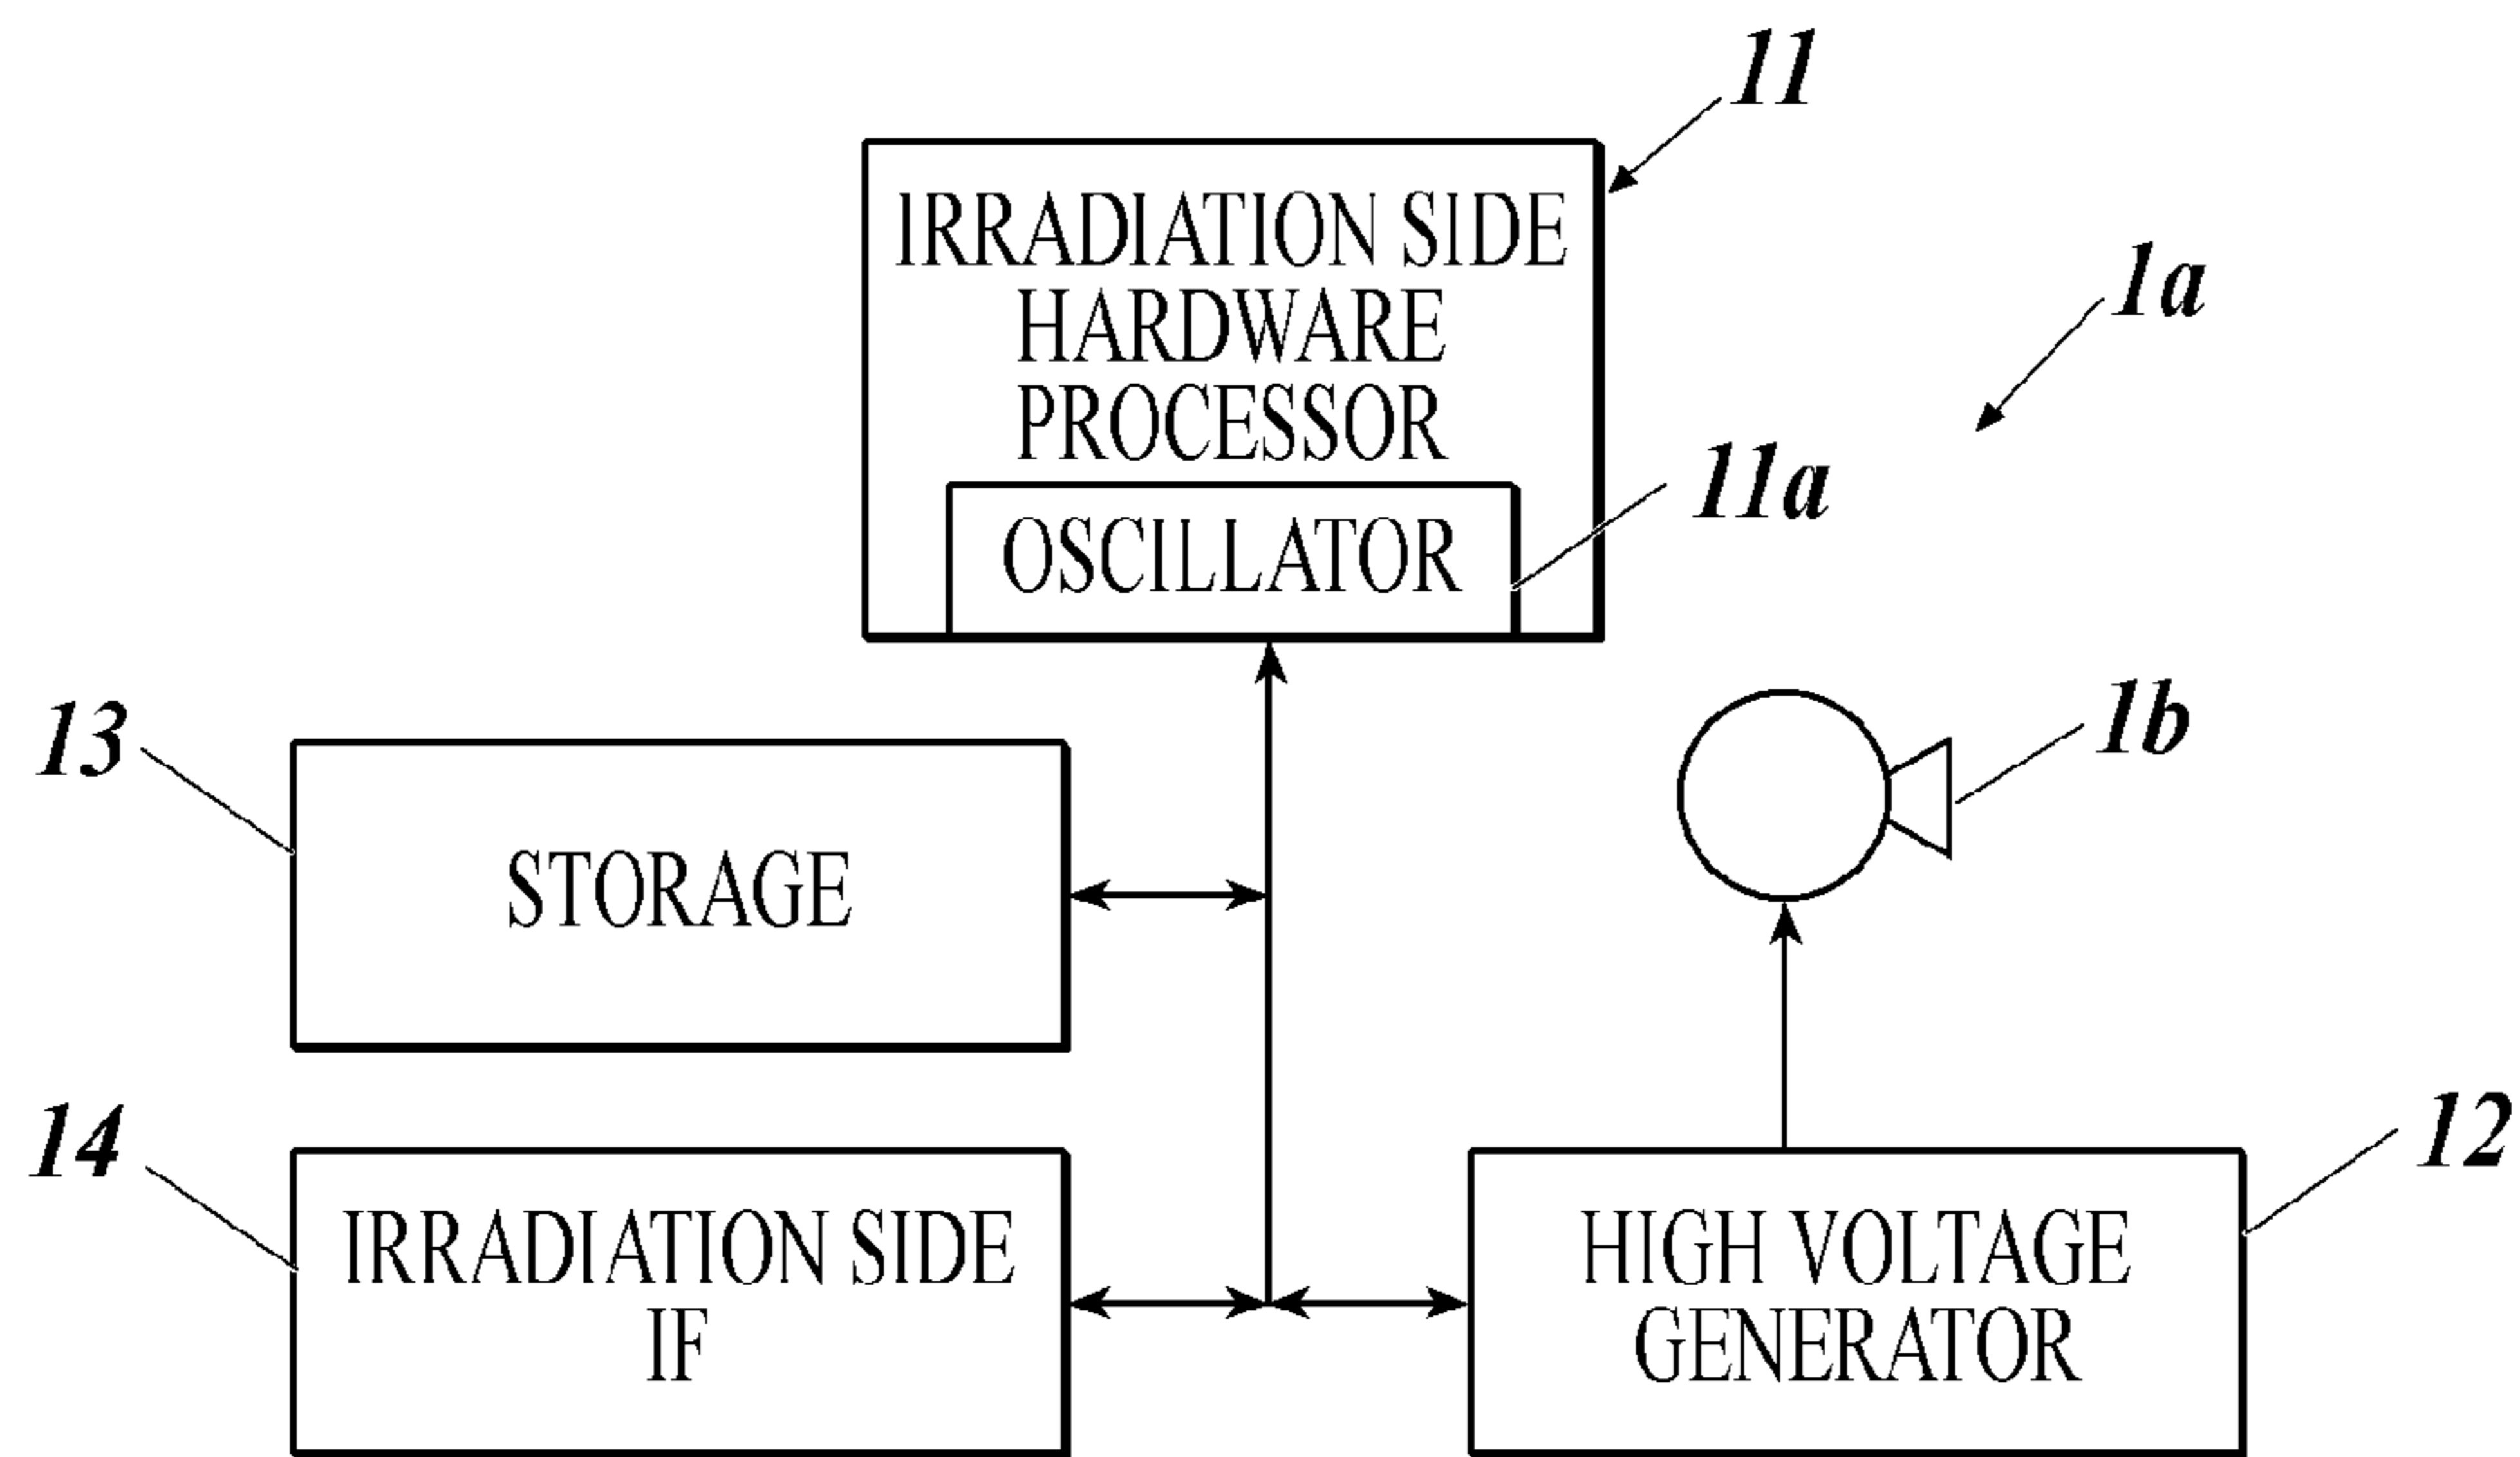 11
IRRADIATION SIDE
HARDWARE
PROCESSOR
1a
11a
OSCILLATOR
13
1b
STORAGE
14
12
IRRADIATION SIDE
IF
HIGH VOLTAGE
GENERATOR